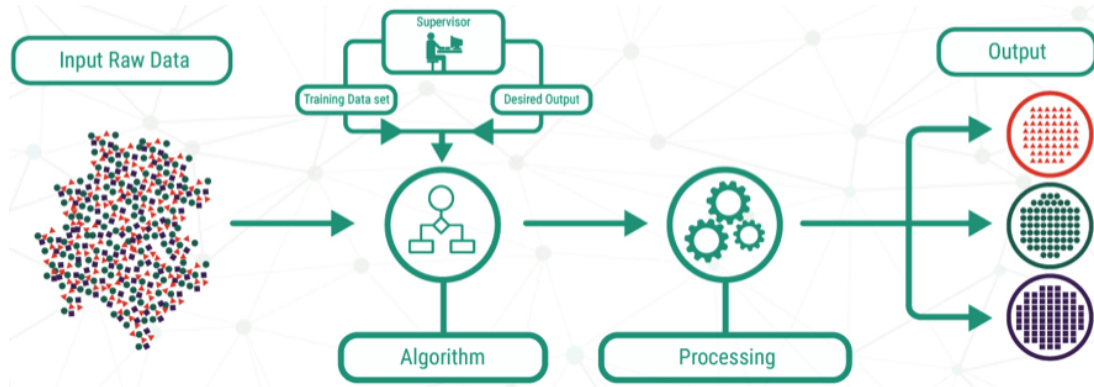 Input Raw Data
Supervisor
Training Data set
Desired Output
Algorithm
Processing
Output